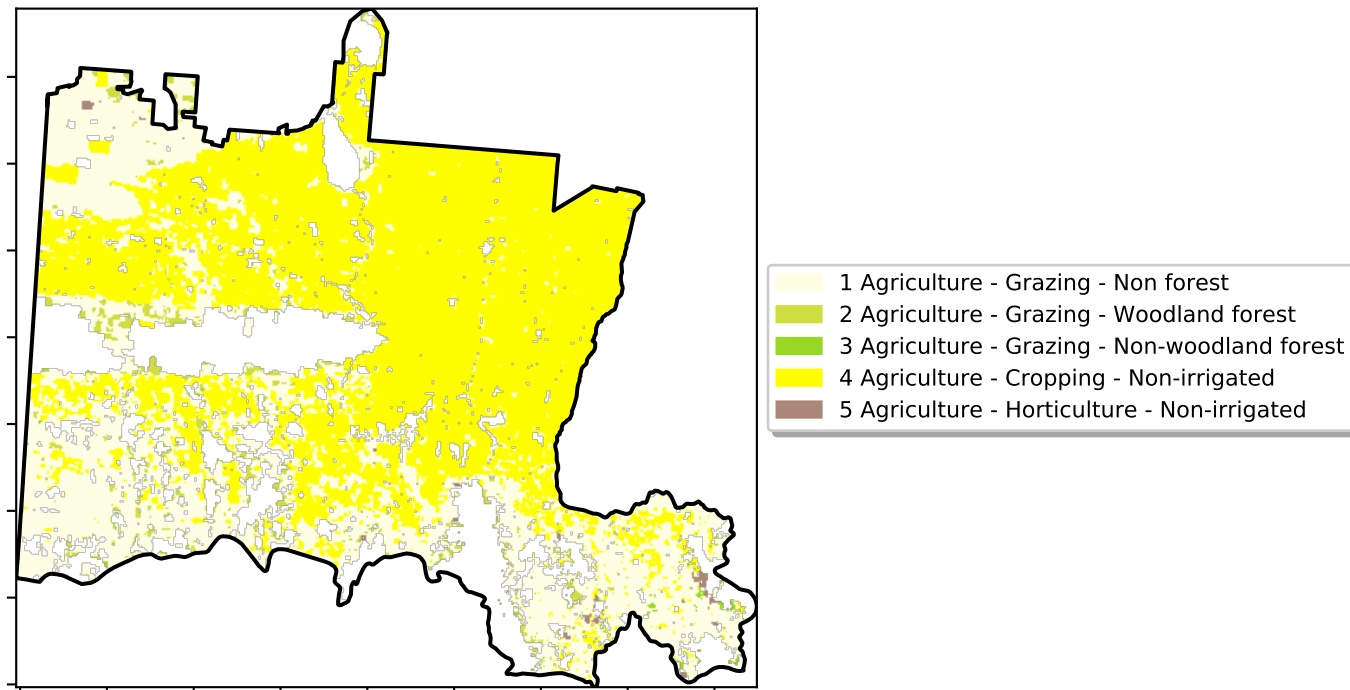 1 Agriculture - Grazing - Non forest
2 Agriculture - Grazing - Woodland forest
3 Agriculture - Grazing - Non-woodland forest
4 Agriculture - Cropping - Non-irrigated
5 Agriculture - Horticulture - Non-irrigated